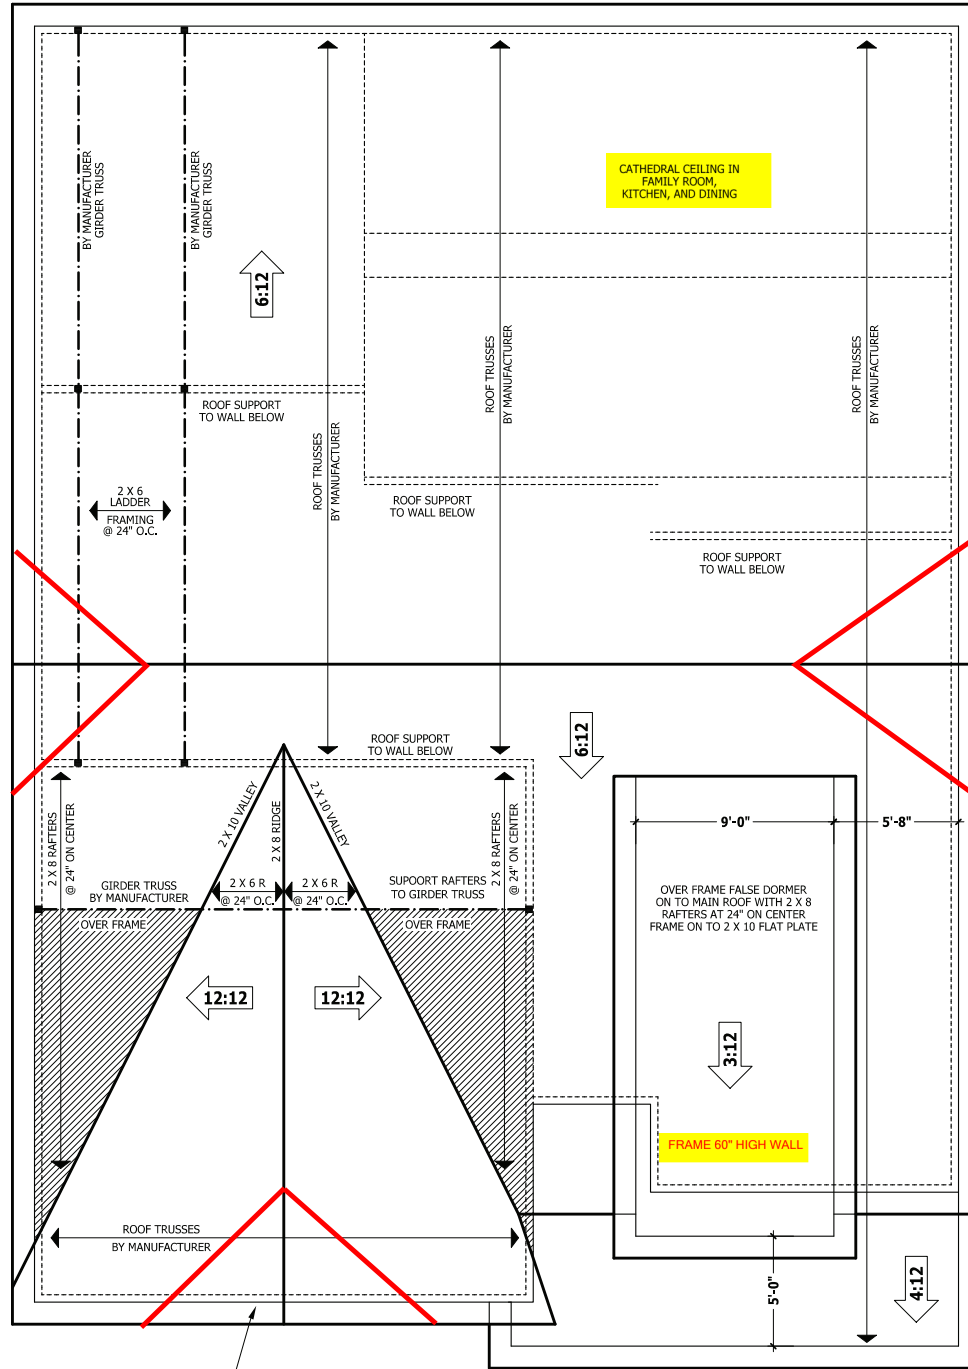 BY MANUFACTURER
GIRDER TRUSS
BY MANUFACTURER
GIRDER TRUSS
CATHEDRAL CEILING IN
FAMILY ROOM,
KITCHEN, AND DINING
6:12
ROOF TRUSSES
BY MANUFACTURER
ROOF TRUSSES
BY MANUFACTURER
ROOF TRUSSES
BY MANUFACTURER
ROOF SUPPORT
TO WALL BELOW
2 X 6
LADDER
FRAMING
@ 24" O.C.
ROOF SUPPORT
TO WALL BELOW
ROOF SUPPORT
TO WALL BELOW
ROOF SUPPORT
TO WALL BELOW
6:12
2 X 8 RAFTERS
@ 24" ON CENTER
2 X 10 VALLEY
2 X 8 RIDGE
2 X 10 VALLEY
2 X 8 RAFTERS
@ 24" ON CENTER
9'-0"
5'-8"
GIRDER TRUSS
BY MANUFACTURER
2 X 6 R
@ 24" O.C.
2 X 6 R
@ 24" O.C.
SUPOORT RAFTERS
TO GIRDER TRUSS
OVER FRAME
OVER FRAME
OVER FRAME FALSE DORMER
ON TO MAIN ROOF WITH 2 X 8
RAFTERS AT 24" ON CENTER
FRAME ON TO 2 X 10 FLAT PLATE
12:12
12:12
3:12
FRAME 60" HIGH WALL
ROOF TRUSSES
BY MANUFACTURER
5'-0"
4:12